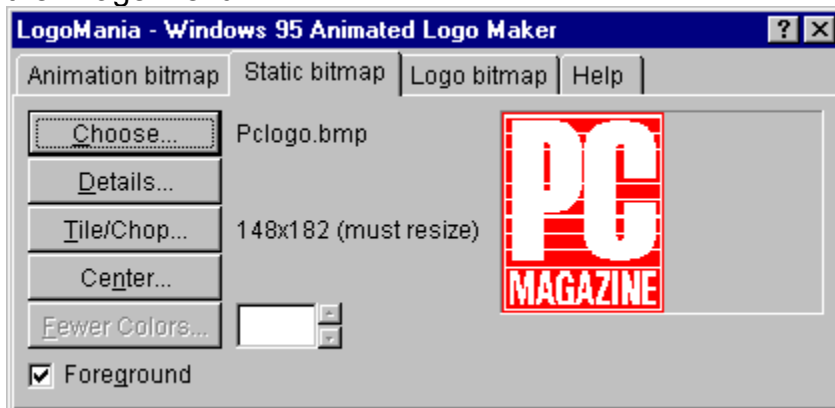 LogoMania - Windows 95 Animated Logo Maker
Animation bitmap Static bitmap Logo bitmap Help
Choose... Pclogo.bmp
Details...
Tile/Chop... 148x182 (must resize)
Center...
Fewer Colors...
Foreground
PC
MAGAZINE